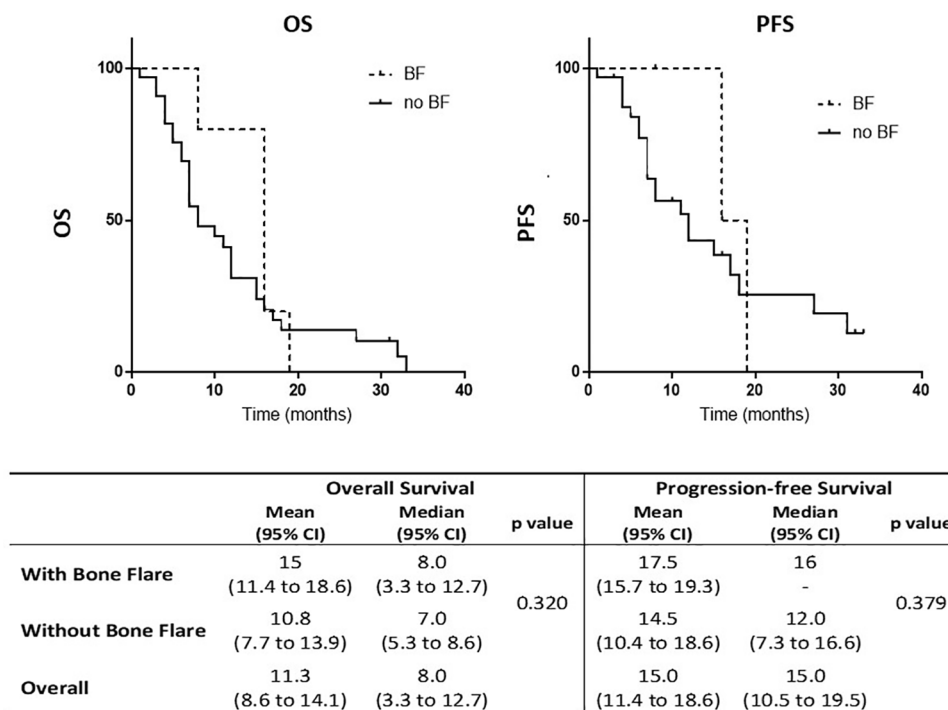 OS
100
50
0
OS
BF
no BF
0 10 20 30 40
Time (months)
PFS
100
50
0
PFS
BF
no BF
0 10 20 30 40
Time (months)
Overall Survival Progression-free Survival
Mean (95% CI) Median (95% CI) p value Mean (95% CI) Median (95% CI) p value
With Bone Flare 15 (11.4 to 18.6) 8.0 (3.3 to 12.7) 0.320 17.5 (15.7 to 19.3) 16 - 0.379
Without Bone Flare 10.8 (7.7 to 13.9) 7.0 (5.3 to 8.6) 14.5 (10.4 to 18.6) 12.0 (7.3 to 16.6)
Overall 11.3 (8.6 to 14.1) 8.0 (3.3 to 12.7) 15.0 (11.4 to 18.6) 15.0 (10.5 to 19.5)